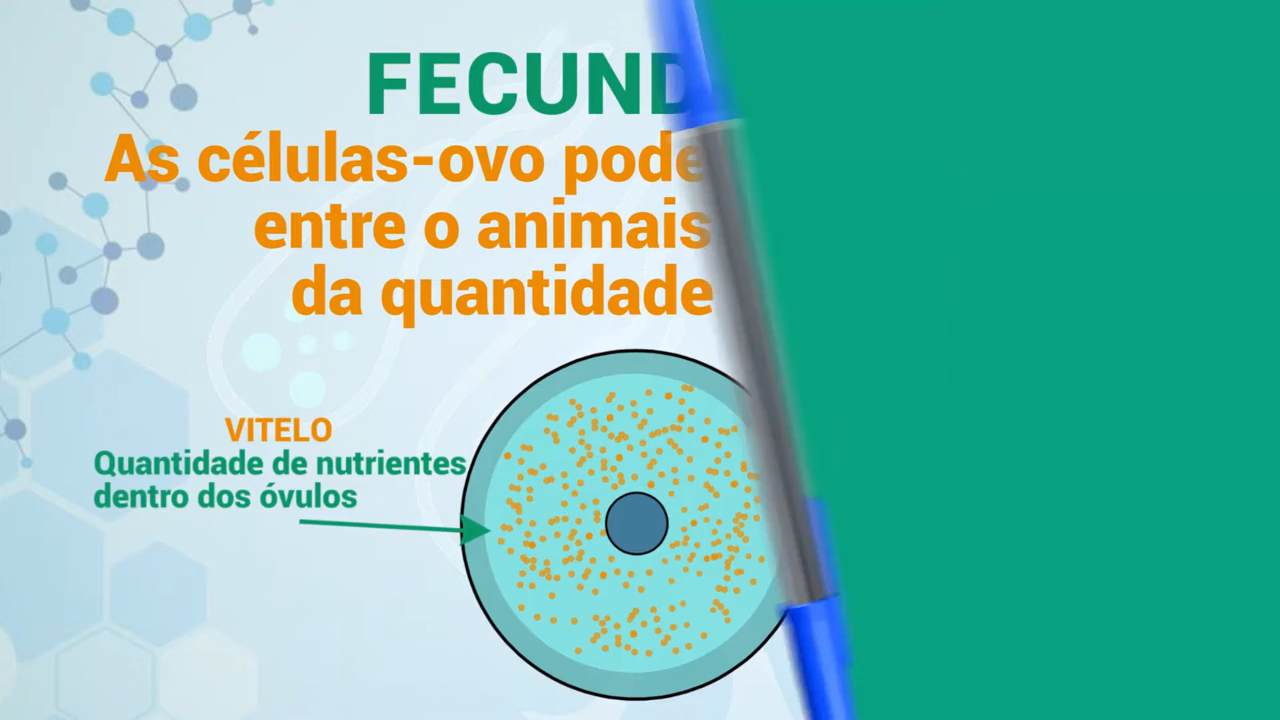 FECUND
As células-ovo pode
entre o animais
da quantidade
VITELO
Quantidade de nutrientes
dentro dos óvulos